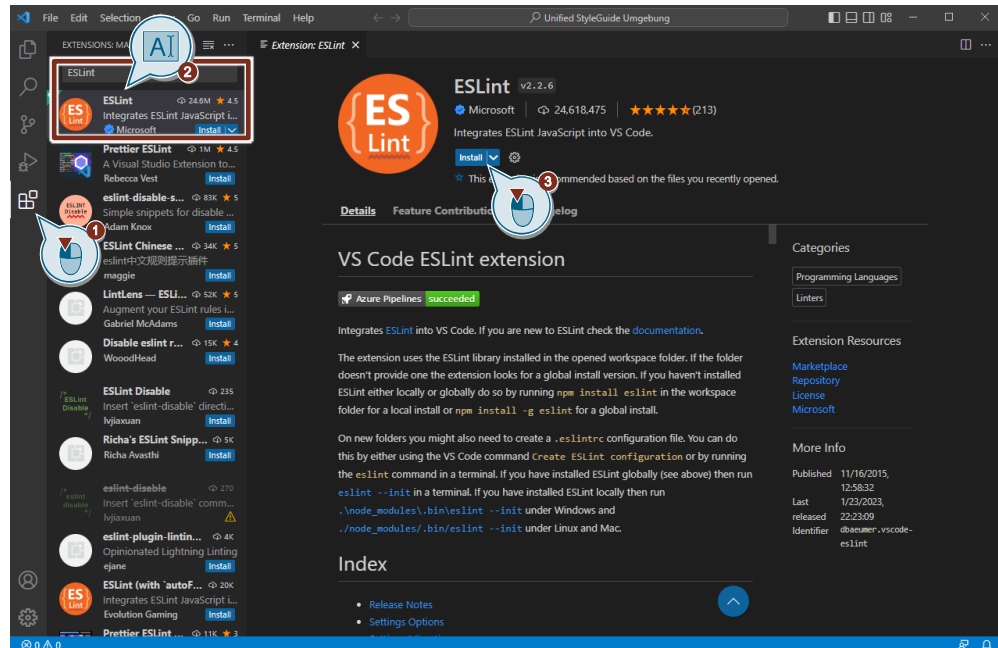 File Edit Selection Go Run Terminal Help
Unified StyleGuide Umgebung
EXTENSIONS: MA
Extension: ESLint
AI
2
ESLint
ESLint 24.6M ★ 4.5
Integrates ESLint JavaScript i...
Microsoft Install
Prettier ESLint 1M ★ 4.5
A Visual Studio Extension to...
Rebecca Vest Install
eslint-disable-s... 83K ★ 5
Simple snippets for disable ...
Adam Knox Install
1
ESLint Chinese ... 34K ★ 5
eslint中文规则提示插件
maggie Install
LintLens — ESLi... 52K ★ 5
Augment your ESLint rules i...
Gabriel McAdams Install
Disable eslint r... 15K ★ 4
WooodHead Install
ESLint Disable 235
Insert `eslint-disable` directi...
lvjiaxuan Install
Richa's ESLint Snipp... 5K
Richa Avasthi Install
eslint-disable 270
Insert `eslint-disable` comm...
lvjiaxuan
eslint-plugin-lintin... 4K
Opinionated Lightning Linting
ejane Install
ESLint (with `autoF... 20K
Integrates ESLint JavaScript i...
Evolution Gaming Install
Prettier ESLint ... 11K ★ 3
{ES}
Lint
ESLint v2.2.6
Microsoft 24,618,475 ★★★★★(213)
Integrates ESLint JavaScript into VS Code.
Install
3
This commended based on the files you recently opened.
Details Feature Contributio elog
VS Code ESLint extension
Azure Pipelines succeeded
Integrates ESLint into VS Code. If you are new to ESLint check the documentation.
The extension uses the ESLint library installed in the opened workspace folder. If the folder
doesn't provide one the extension looks for a global install version. If you haven't installed
ESLint either locally or globally do so by running npm install eslint in the workspace
folder for a local install or npm install -g eslint for a global install.
On new folders you might also need to create a .eslintrc configuration file. You can do
this by either using the VS Code command Create ESLint configuration or by running
the eslint command in a terminal. If you have installed ESLint globally (see above) then run
eslint --init in a terminal. If you have installed ESLint locally then run
.\node_modules\.bin\eslint --init under Windows and
./node_modules/.bin/eslint --init under Linux and Mac.
Index
• Release Notes
• Settings Options
Categories
Programming Languages
Linters
Extension Resources
Marketplace
Repository
License
Microsoft
More Info
Published 11/16/2015,
12:58:32
Last 1/23/2023,
released 22:23:09
Identifier dbaeumer.vscode-
eslint
0 0